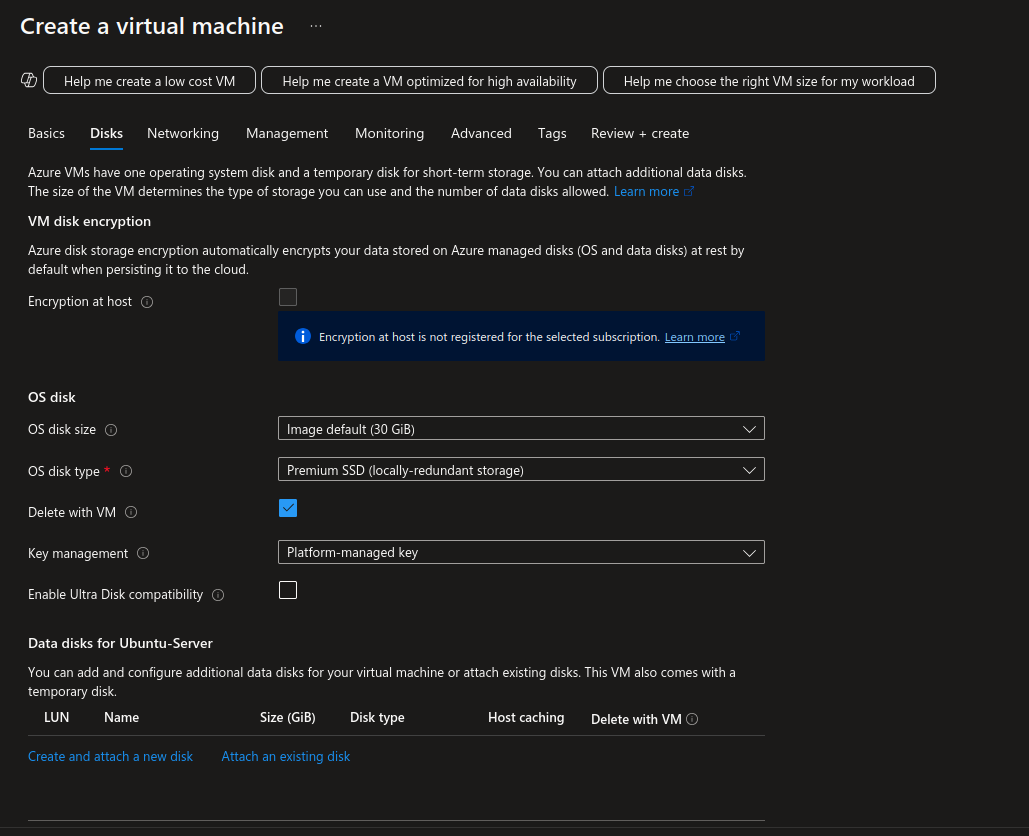 Create a virtual machine ...
Help me create a low cost VM
Help me create a VM optimized for high availability
Help me choose the right VM size for my workload
Basics Disks Networking Management Monitoring Advanced Tags Review + create
Azure VMs have one operating system disk and a temporary disk for short-term storage. You can attach additional data disks.
The size of the VM determines the type of storage you can use and the number of data disks allowed. Learn more
VM disk encryption
Azure disk storage encryption automatically encrypts your data stored on Azure managed disks (OS and data disks) at rest by
default when persisting it to the cloud.
Encryption at host
Encryption at host is not registered for the selected subscription. Learn more
OS disk
OS disk size
Image default (30 GiB)
OS disk type *
Premium SSD (locally-redundant storage)
Delete with VM
Key management
Platform-managed key
Enable Ultra Disk compatibility
Data disks for Ubuntu-Server
You can add and configure additional data disks for your virtual machine or attach existing disks. This VM also comes with a
temporary disk.
LUN Name Size (GiB) Disk type Host caching Delete with VM
Create and attach a new disk Attach an existing disk